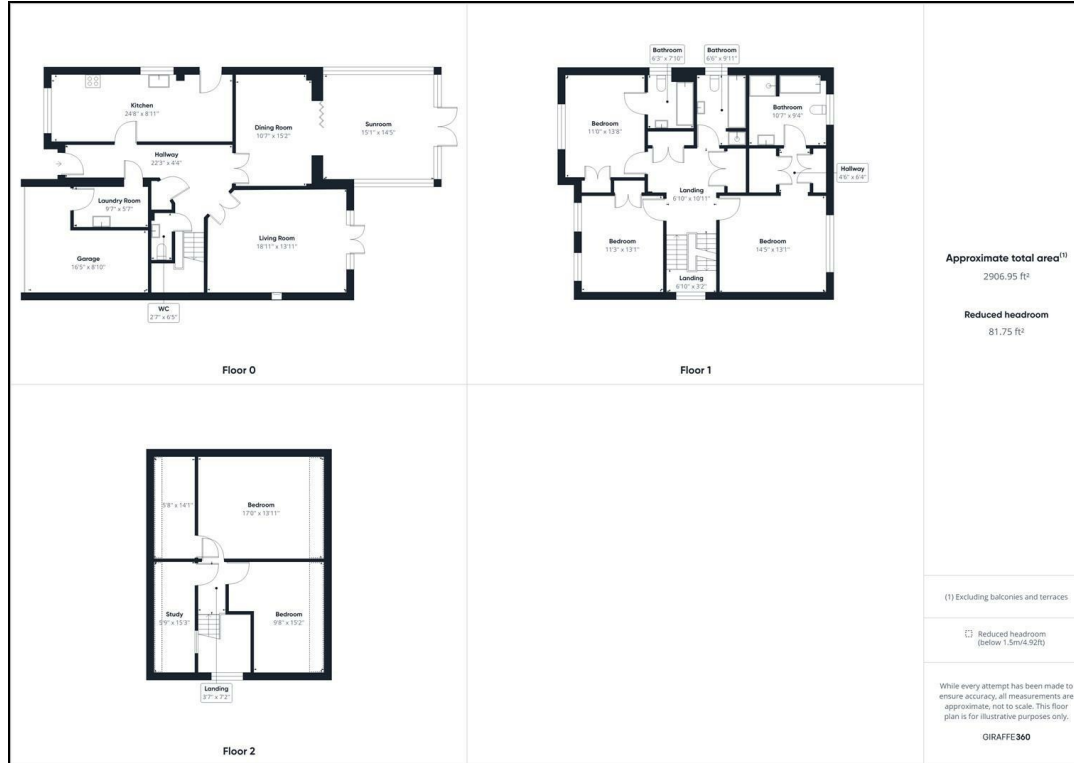 Kitchen
24'8" x 8'11"
Dining Room
10'7" x 15'2"
Sunroom
15'1" x 14'5"
Hallway
22'3" x 4'4"
Laundry Room
9'7" x 5'7"
Living Room
18'11" x 13'11"
Garage
16'5" x 8'10"
WC
2'7" x 6'5"
Floor 0
Bathroom
6'3" x 7'10"
Bathroom
6'6" x 9'11"
Bedroom
11'0" x 13'8"
Bathroom
10'7" x 9'4"
Hallway
4'6" x 6'4"
Landing
6'10" x 10'11"
Bedroom
11'3" x 13'1"
Bedroom
14'5" x 13'1"
Landing
6'10" x 3'2"
Floor 1
5'8" x 14'1"
Bedroom
17'0" x 13'11"
Study
5'9" x 15'3"
Bedroom
9'8" x 15'2"
Landing
3'7" x 7'2"
Floor 2
Approximate total area(1)
2906.95 ft²
Reduced headroom
81.75 ft²
(1) Excluding balconies and terraces
Reduced headroom
(below 1.5m/4.92ft)
While every attempt has been made to
ensure accuracy, all measurements are
approximate, not to scale. This floor
plan is for illustrative purposes only.
GIRAFFE360